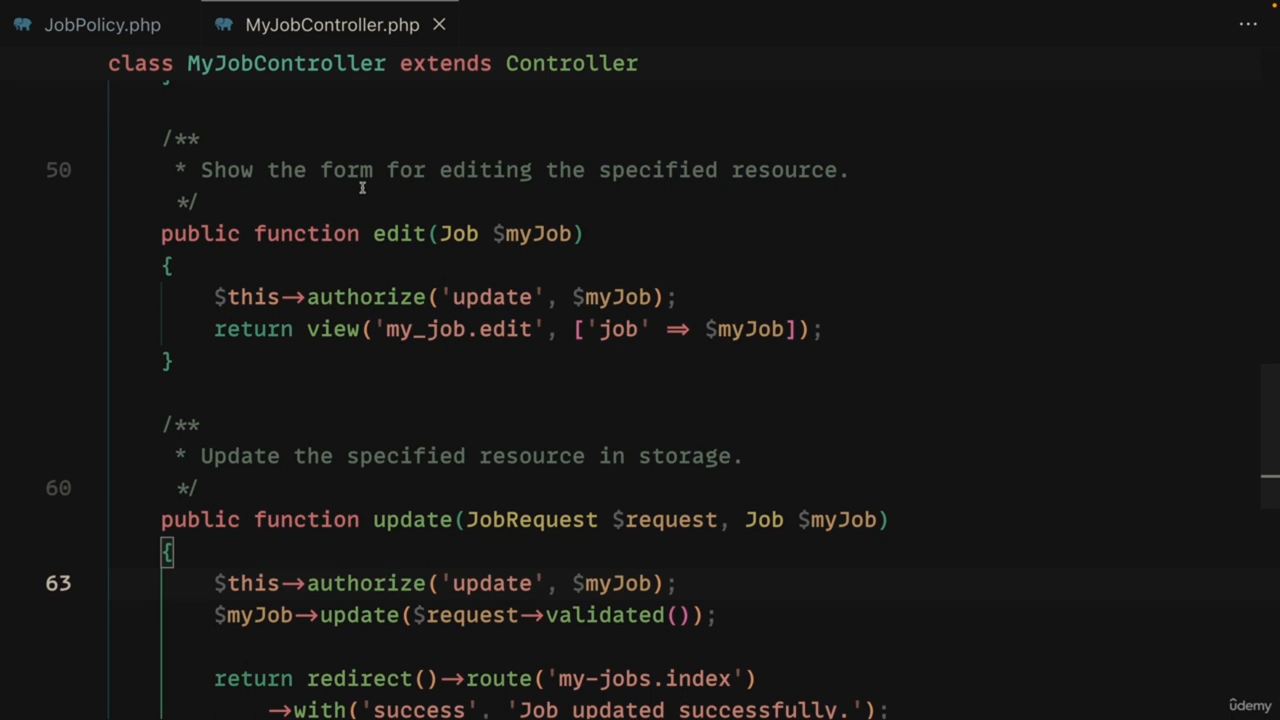 JobPolicy.php MyJobController.php
class MyJobController extends Controller
}
/**
50 * Show the form for editing the specified resource.
*/
public function edit(Job $myJob)
{
$this->authorize('update', $myJob);
return view('my_job.edit', ['job' => $myJob]);
}
/**
* Update the specified resource in storage.
60 */
public function update(JobRequest $request, Job $myJob)
{
63 $this->authorize('update', $myJob);
$myJob->update($request->validated());
return redirect()->route('my-jobs.index')
->with('success', 'Job updated successfully.');
ûdemy